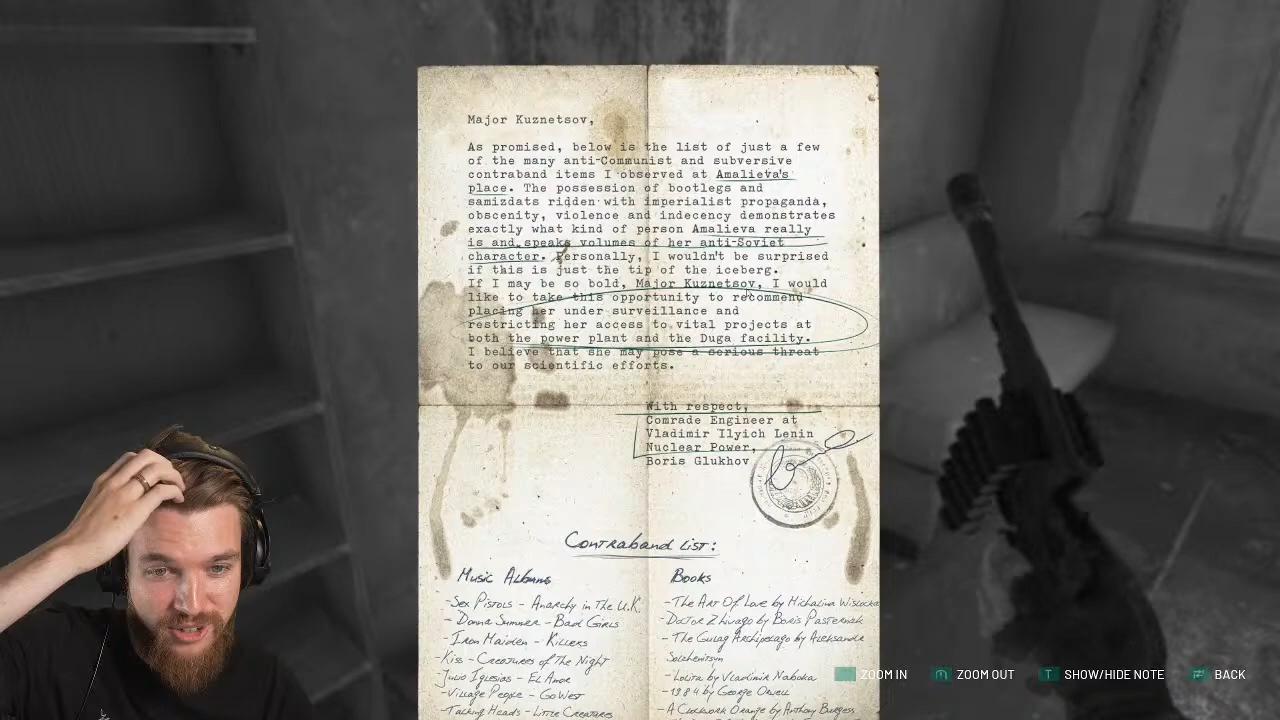 Major Kuznetsov,
As promised, below is the list of just a few
of the many anti-Communist and subversive
contraband items I observed at Amalieva's
place. The possession of bootlegs and
samizdats ridden with imperialist propaganda,
obscenity, violence and indecency demonstrates
exactly what kind of person Amalieva really
is and speaks volumes of her anti-Soviet
character. Personally, I wouldn't be surprised
if this is just the tip of the iceberg.
If I may be so bold, Major Kuznetsov, I would
like to take this opportunity to recommend
placing her under surveillance and
restricting her access to vital projects at
both the power plant and the Duga facility.
I believe that she may pose a serious threat
to our scientific efforts.
With respect,
Comrade Engineer at
Vladimir Ilyich Lenin
Nuclear Power,
Boris Glukhov
Contraband List:
Music Albums
-Sex Pistols - Anarchy in the U.K.
- Donna Summer - Bad Girls
-Iron Maiden - Killers
-Kiss - Creatures of The Night
-Julio Iglesias - El Amor
-Village People - Go West
-Talking Heads - Little Creatures
Books
-The Art Of Love by Michalina Wisłocka
-Doctor Zhivago by Boris Pasternak
- The Gulag Archipelago by Aleksandr
Solzhenitsyn
-Lolita by Vladimir Naboka
-1984 by George Orwell
-A Clockwork Orange by Anthony Burgess
ZOOM IN
ZOOM OUT
T SHOW/HIDE NOTE
BACK